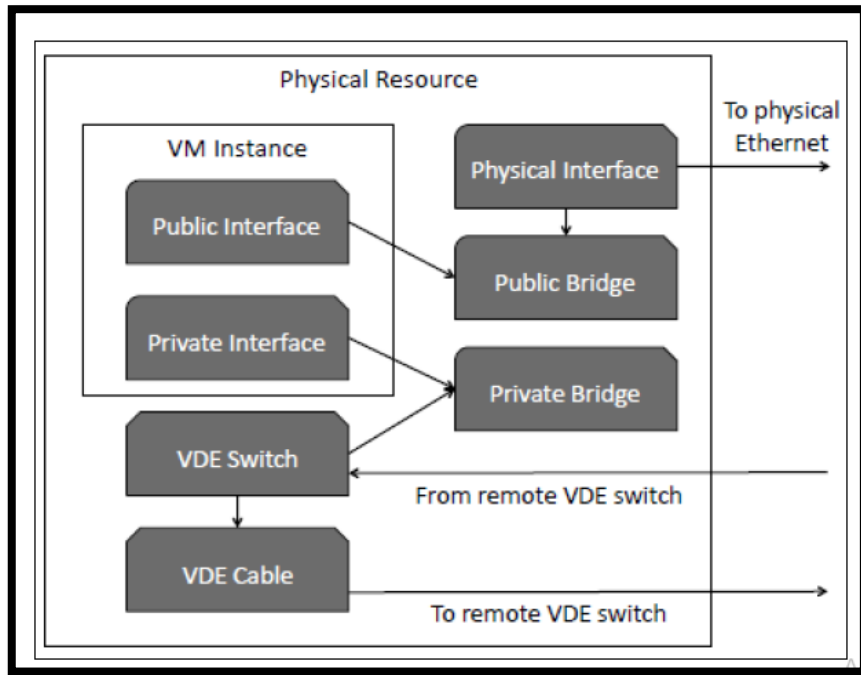 Physical Resource
To physical
Ethernet
VM Instance
Physical Interface
Public Interface
Public Bridge
Private Interface
Private Bridge
VDE Switch
From remote VDE switch
VDE Cable
To remote VDE switch